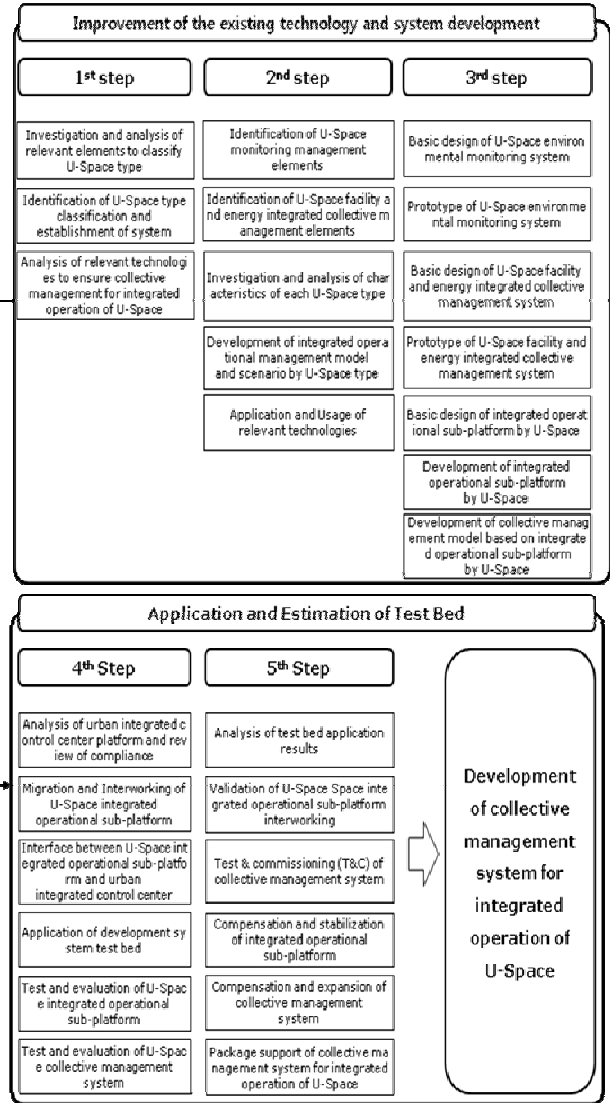 Improvement of the existing technology and system development
1st step
Investigation and analysis of
relevant elements to classify
U-Space type
Identification of U-Space type
classification and
establishment of system
Analysis of relevant technologi
es to ensure collective
management for integrated
operation of U-Space
2nd step
Identification of U-Space
monitoring management
elements
Identification of U-Space facility a
nd energy integrated collective m
anagement elements
Investigation and analysis of char
acteristics of each U-Space type
Development of integrated opera
tional management model
and scenario by U-Space type
Application and Usage of
relevant technologies
3rd step
Basic design of U-Space environ
mental monitoring system
Prototype of U-Space environme
ntal monitoring system
Basic design of U-Space facility
and energy integrated collective
management system
Prototype of U-Space facility and
energy integrated collective
management system
Basic design of integrated operat
ional sub-platform by U-Space
Development of integrated
operational sub-platform
by U-Space
Development of collective manag
ement model based on integrate
d operational sub-platform
by U-Space
Application and Estimation of Test Bed
4th Step
Analysis of urban integrated c
ontrol center platform and rev
iew of compliance
Migration and Interworking of
U-Space integrated
operational sub-platform
Interface between U-Space int
egrated operational sub-platfo
rm and urban
integrated control center
Application of development sy
stem test bed
Test and evaluation of U-Spac
e integrated operational
sub-platform
Test and evaluation of U-Spac
e collective management
system
5th Step
Analysis of test bed application
results
Validation of U-Space Space inte
grated operational sub-platform
interworking
Test & commissioning (T&C) of
collective management system
Compensation and stabilization
of integrated operational
sub-platform
Compensation and expansion of
collective management
system
Package support of collective ma
nagement system for integrated
operation of U-Space
Development
of collective
management
system for
integrated
operation of
U-Space